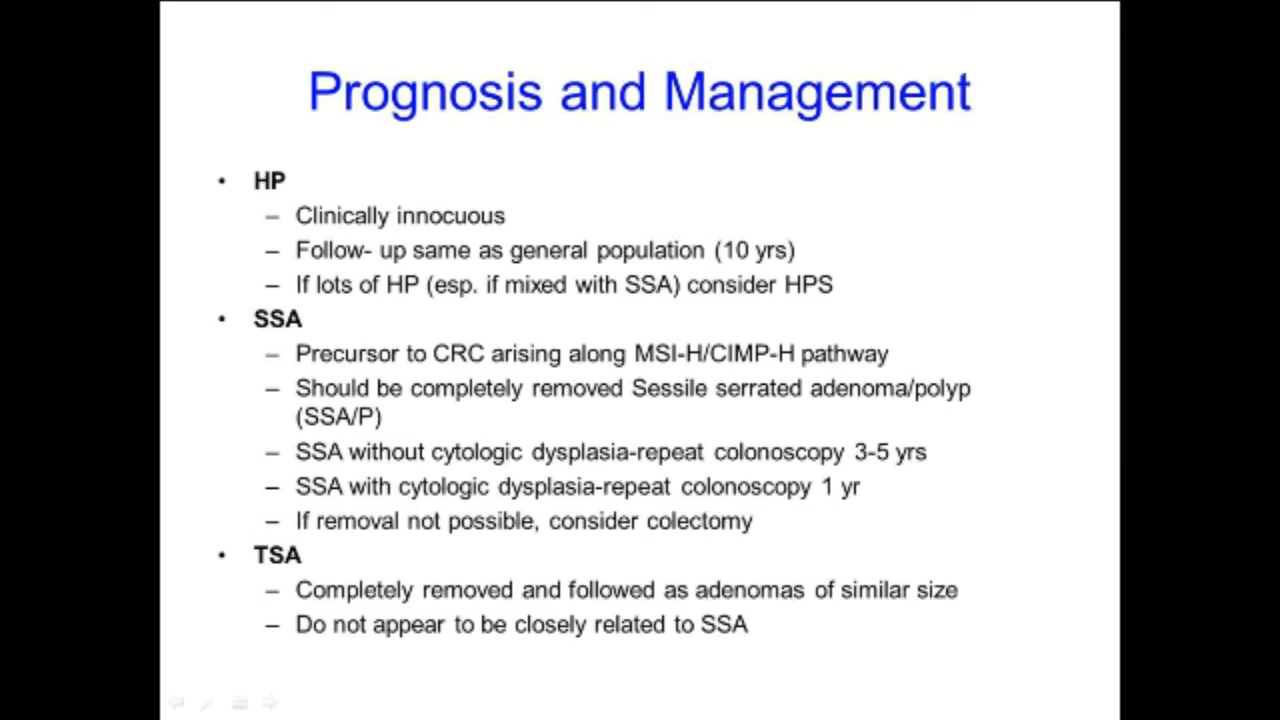 Prognosis and Management
• HP
– Clinically innocuous
– Follow- up same as general population (10 yrs)
– If lots of HP (esp. if mixed with SSA) consider HPS
• SSA
– Precursor to CRC arising along MSI-H/CIMP-H pathway
– Should be completely removed Sessile serrated adenoma/polyp
(SSA/P)
– SSA without cytologic dysplasia-repeat colonoscopy 3-5 yrs
– SSA with cytologic dysplasia-repeat colonoscopy 1 yr
– If removal not possible, consider colectomy
• TSA
– Completely removed and followed as adenomas of similar size
– Do not appear to be closely related to SSA